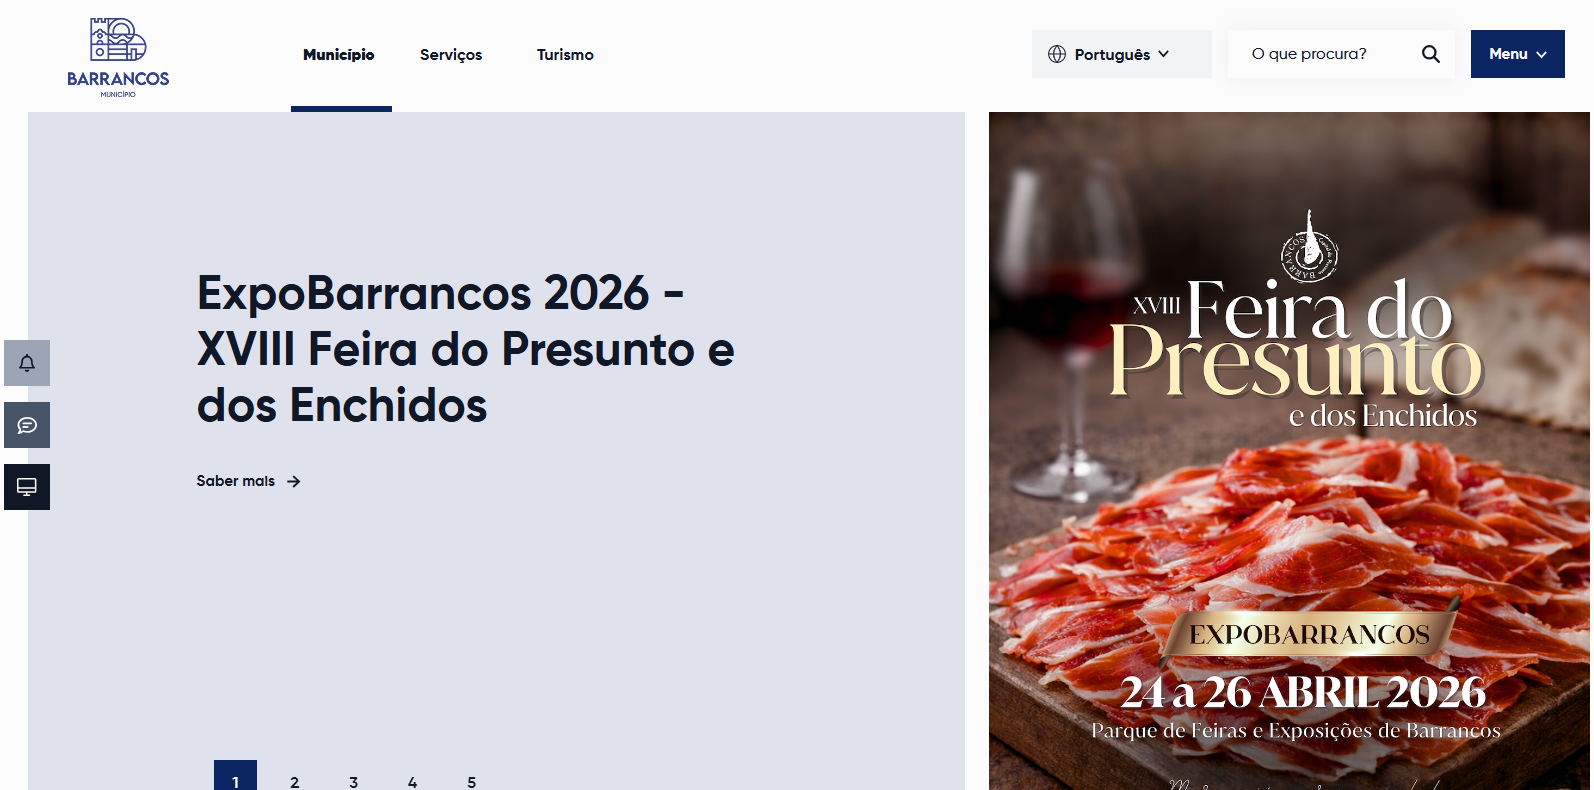 BARRANCOS
MUNICÍPIO
Município
Serviços
Turismo
Português
O que procura?
Menu
ExpoBarrancos 2026 -
XVIII Feira do Presunto e
dos Enchidos
Saber mais
1 2 3 4 5
BARRANCOS
XVIII Feira do
Presunto
e dos Enchidos
EXPOBARRANCOS
24 a 26 ABRIL 2026
Parque de Feiras e Exposições de Barrancos